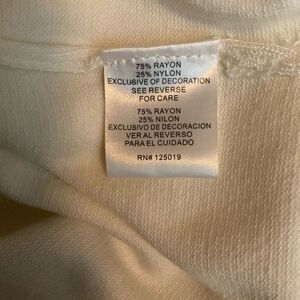 75% RAYON
25% NYLON
EXCLUSIVE OF DECORATION
SEE REVERSE
FOR CARE
75% RAYON
25% NILON
EXCLUSIVO DE DECORACION
VER AL REVERSO
PARA EL CUIDADO
RN# 125019